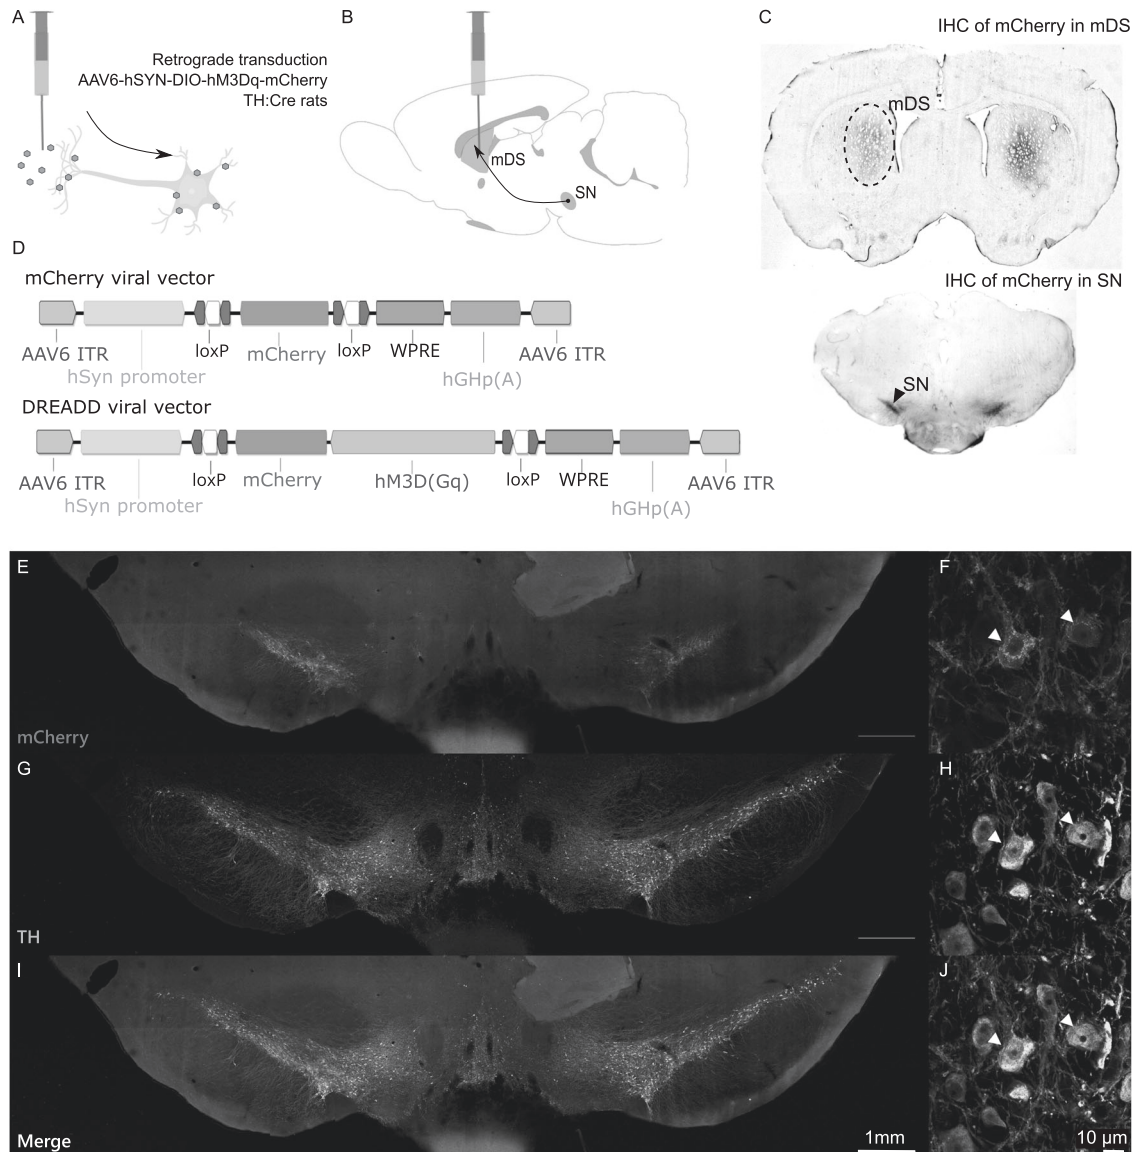 A
Retrograde transduction
AAV6-hSYN-DIO-hM3Dq-mCherry
TH:Cre rats
B
mDS
SN
C
IHC of mCherry in mDS
mDS
IHC of mCherry in SN
SN
D
mCherry viral vector
AAV6 ITR
hSyn promoter
loxP
mCherry
loxP
WPRE
hGHp(A)
AAV6 ITR
DREADD viral vector
AAV6 ITR
hSyn promoter
loxP
mCherry
hM3D(Gq)
loxP
WPRE
hGHp(A)
AAV6 ITR
E
mCherry
F
G
TH
H
I
Merge
1mm
J
10 µm